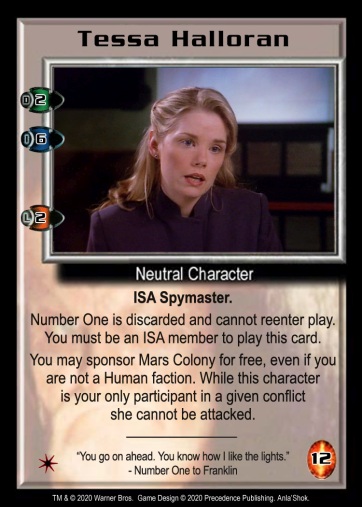 Tessa Halloran
D 2
I 6
L 2
Neutral Character
ISA Spymaster.
Number One is discarded and cannot reenter play.
You must be an ISA member to play this card.
You may sponsor Mars Colony for free, even if you
are not a Human faction. While this character
is your only participant in a given conflict
she cannot be attacked.
"You go on ahead. You know how I like the lights."
- Number One to Franklin
12
TM & © 2020 Warner Bros. Game Design © 2020 Precedence Publishing. Anla'Shok.